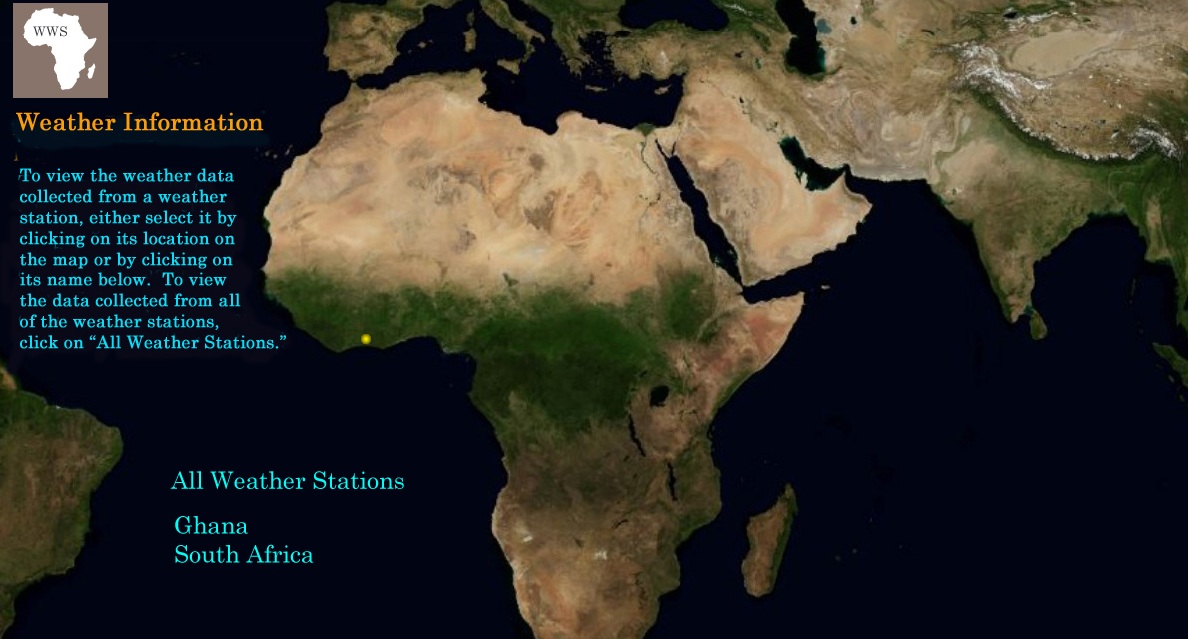 WWS
Weather Information
To view the weather data
collected from a weather
station, either select it by
clicking on its location on
the map or by clicking on
its name below. To view
the data collected from all
of the weather stations,
click on “All Weather Stations.”
All Weather Stations
Ghana
South Africa